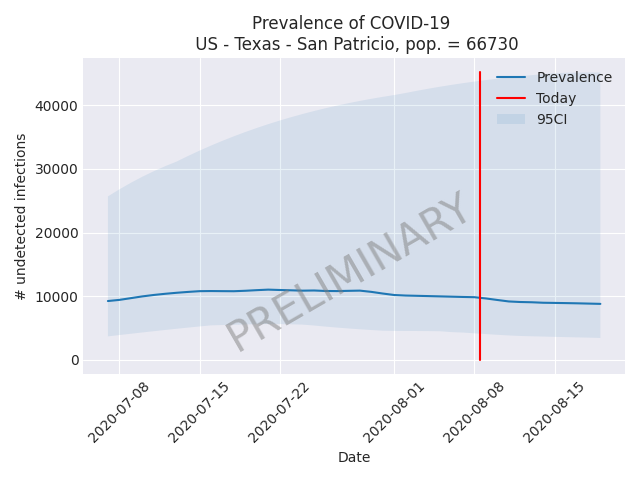 Prevalence of COVID-19
US - Texas - San Patricio, pop. = 66730
Prevalence
Today
95CI
# undetected infections
40000
30000
20000
10000
0
PRELIMINARY
2020-07-08
2020-07-15
2020-07-22
2020-08-01
2020-08-08
2020-08-15
Date